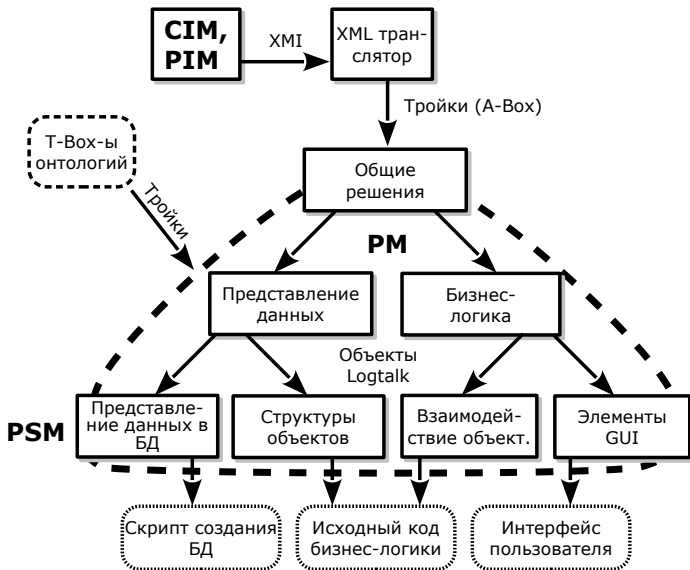 CIM,
PIM
XMI
XML тран-
слятор
Тройки (A-Box)
T-Box-ы
онтологий
Тройки
Общие
решения
PM
Представление
данных
Бизнес-
логика
Объекты
Logtalk
PSM
Представле-
ние данных в
БД
Структуры
объектов
Взаимодей-
ствие объект.
Элементы
GUI
Скрипт создания
БД
Исходный код
бизнес-логики
Интерфейс
пользователя